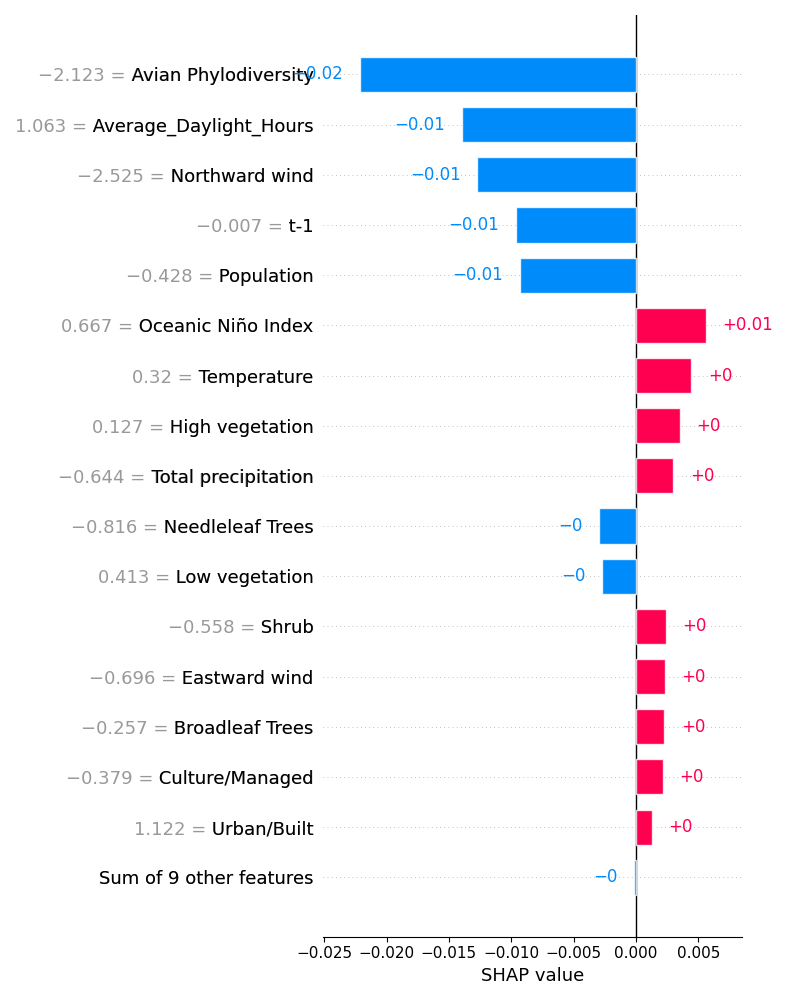 −2.123 = Avian Phylodiversity −0.02
1.063 = Average_Daylight_Hours −0.01
−2.525 = Northward wind −0.01
−0.007 = t-1 −0.01
−0.428 = Population −0.01
0.667 = Oceanic Niño Index +0.01
0.32 = Temperature +0
0.127 = High vegetation +0
−0.644 = Total precipitation +0
−0.816 = Needleleaf Trees −0
0.413 = Low vegetation −0
−0.558 = Shrub +0
−0.696 = Eastward wind +0
−0.257 = Broadleaf Trees +0
−0.379 = Culture/Managed +0
1.122 = Urban/Built +0
Sum of 9 other features −0
−0.025 −0.020 −0.015 −0.010 −0.005 0.000 0.005
SHAP value